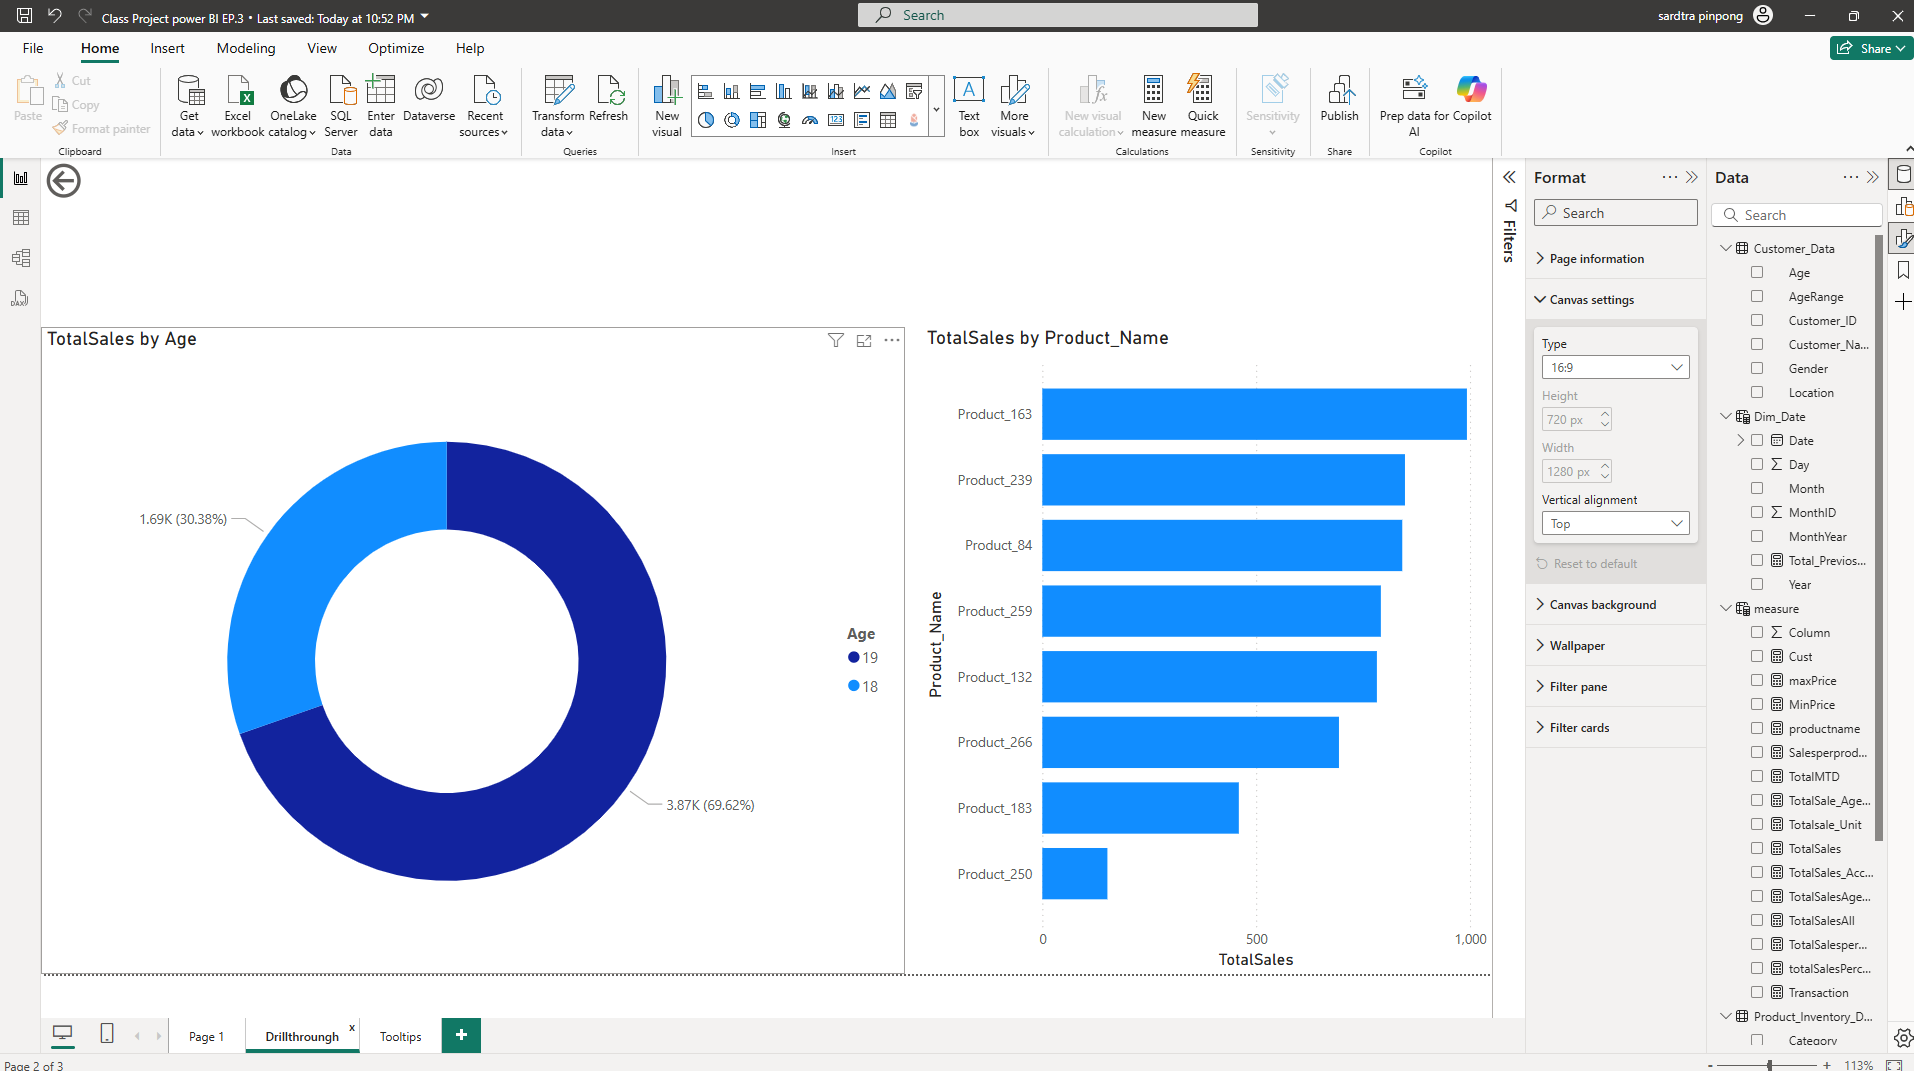 Class Project power BI EP.3 • Last saved: Today at 10:52 PM
Search
sardtra pinpong
File
Home
Insert
Modeling
View
Optimize
Help
Share
Paste
Cut
Copy
Format painter
Clipboard
Get data
Excel workbook
OneLake catalog
SQL Server
Enter data
Dataverse
Recent sources
Data
Transform data
Refresh
Queries
New visual
Text box
More visuals
Insert
New visual calculation
New measure
Quick measure
Calculations
Sensitivity
Sensitivity
Publish
Share
Prep data for AI
Copilot
Copilot
TotalSales by Age
1.69K (30.38%)
3.87K (69.62%)
Age
19
18
TotalSales by Product_Name
Product_Name
Product_163
Product_239
Product_84
Product_259
Product_132
Product_266
Product_183
Product_250
0
500
1,000
TotalSales
Filters
Format
Search
Page information
Canvas settings
Type
16:9
Height
720 px
Width
1280 px
Vertical alignment
Top
Reset to default
Canvas background
Wallpaper
Filter pane
Filter cards
Data
Search
Customer_Data
Age
AgeRange
Customer_ID
Customer_Na...
Gender
Location
Dim_Date
Date
Day
Month
MonthID
MonthYear
Total_Previos...
Year
measure
Column
Cust
maxPrice
MinPrice
productname
Salesperprod...
TotalMTD
TotalSale_Age...
Totalsale_Unit
TotalSales
TotalSales_Acc...
TotalSalesAge...
TotalSalesAll
TotalSalesper...
totalSalesPerc...
Transaction
Product_Inventory_D...
Category
Page 1
Drillthrough
x
Tooltips
+
Page 2 of 3
- + 113%